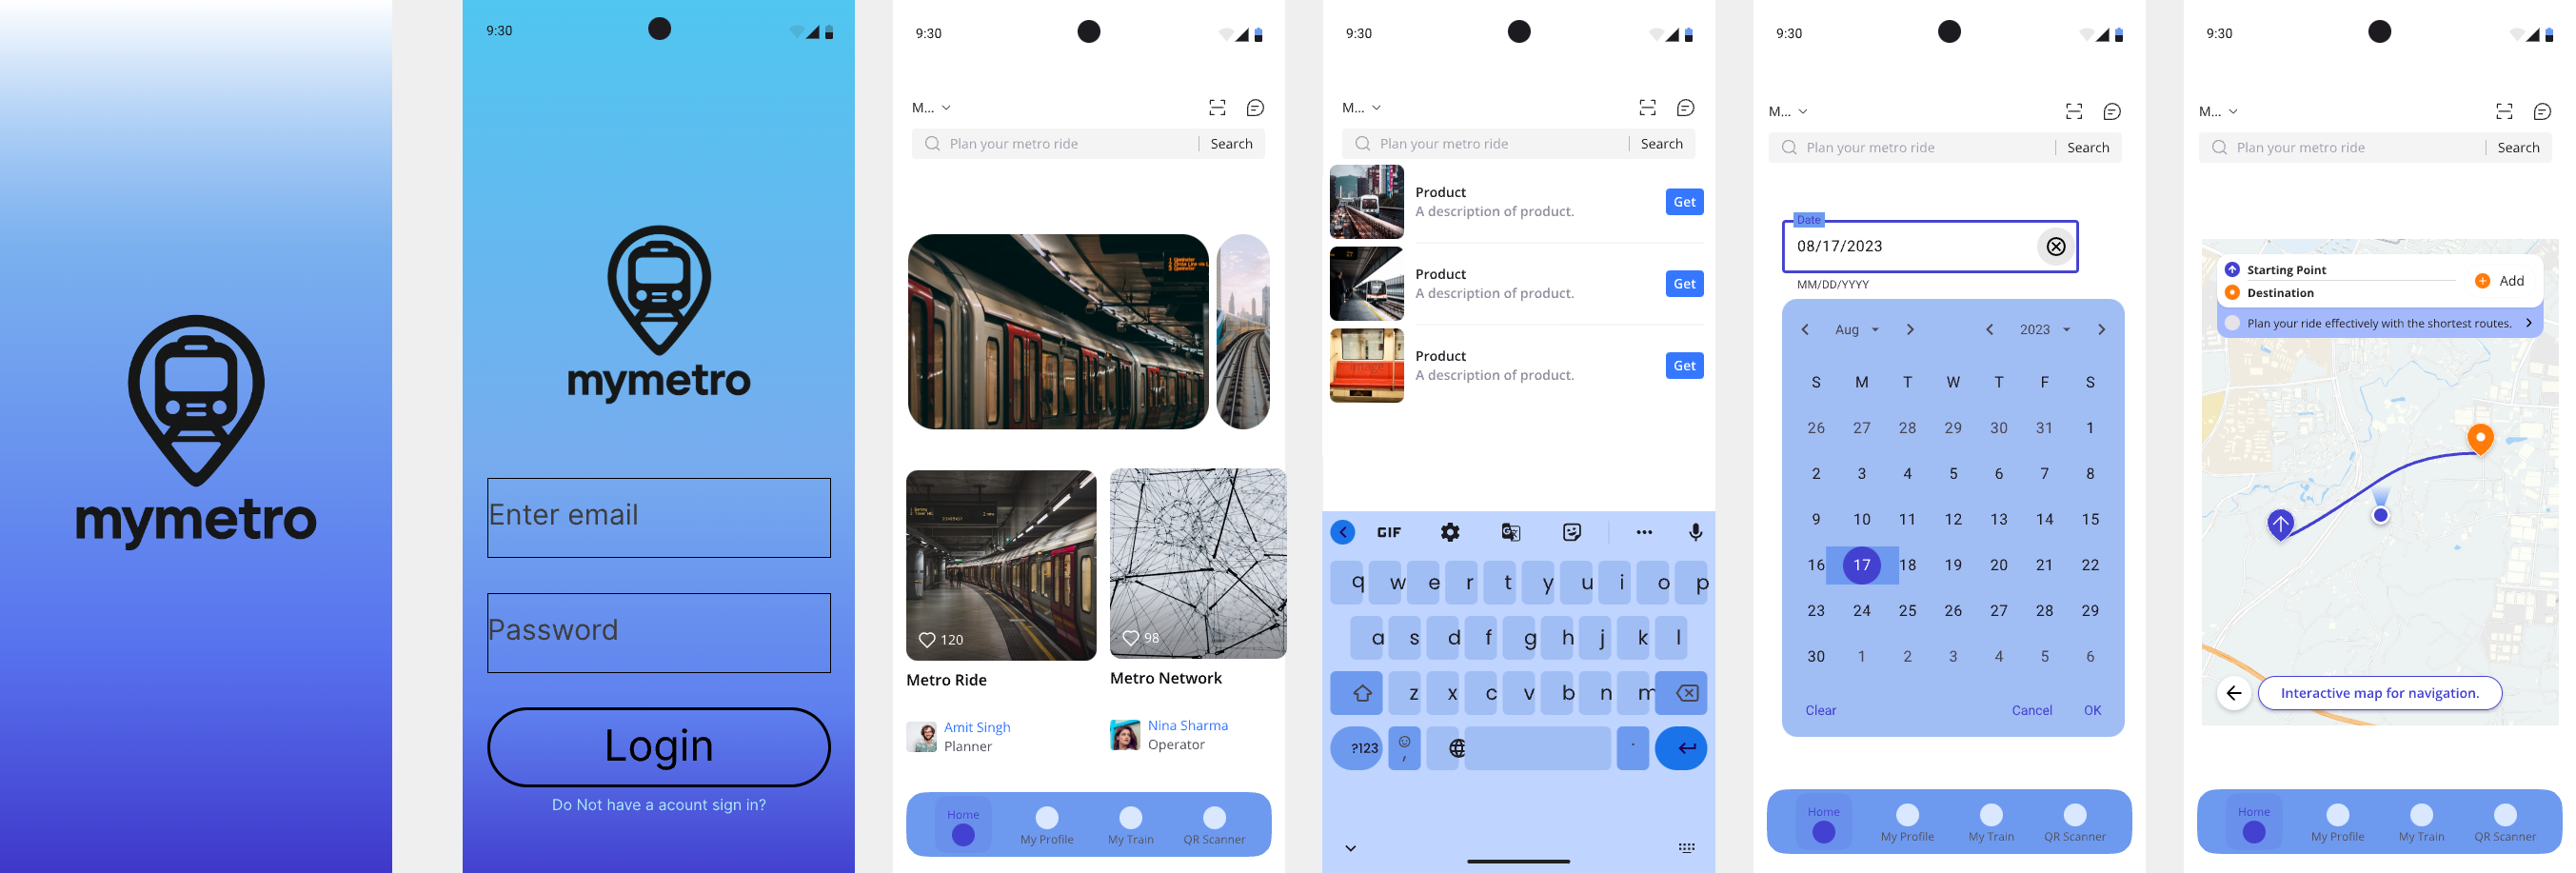 mymetro
9:30
mymetro
Enter email
Password
Login
Do Not have a acount sign in?
9:30
M...
Plan your metro ride
Search
120
98
Metro Ride
Metro Network
Amit Singh
Planner
Nina Sharma
Operator
Home
My Profile
My Train
QR Scanner
9:30
M...
Plan your metro ride
Search
Product
A description of product.
Get
Product
A description of product.
Get
Product
A description of product.
Get
GIF
q w e r t y u i o p
a s d f g h j k l
z x c v b n m
?123 , .
9:30
M...
Plan your metro ride
Search
Date
08/17/2023
MM/DD/YYYY
Aug 2023
S M T W T F S
26 27 28 29 30 31 1
2 3 4 5 6 7 8
9 10 11 12 13 14 15
16 17 18 19 20 21 22
23 24 25 26 27 28 29
30 1 2 3 4 5 6
Clear Cancel OK
Home
My Profile
My Train
QR Scanner
9:30
M...
Plan your metro ride
Search
Starting Point
Destination
Add
Plan your ride effectively with the shortest routes.
Interactive map for navigation.
Home
My Profile
My Train
QR Scanner